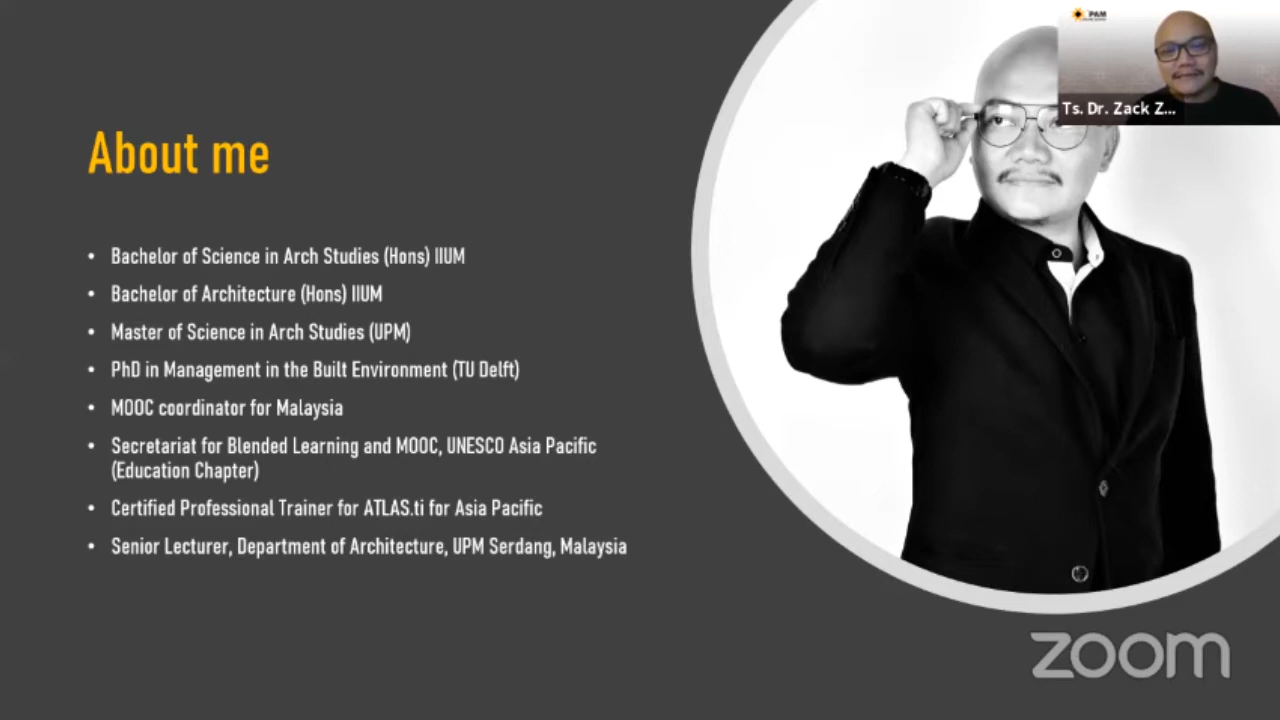 PAM
Ts. Dr. Zack Z...
About me
• Bachelor of Science in Arch Studies (Hons) IIUM
• Bachelor of Architecture (Hons) IIUM
• Master of Science in Arch Studies (UPM)
• PhD in Management in the Built Environment (TU Delft)
• MOOC coordinator for Malaysia
• Secretariat for Blended Learning and MOOC, UNESCO Asia Pacific
(Education Chapter)
• Certified Professional Trainer for ATLAS.ti for Asia Pacific
• Senior Lecturer, Department of Architecture, UPM Serdang, Malaysia
zoom